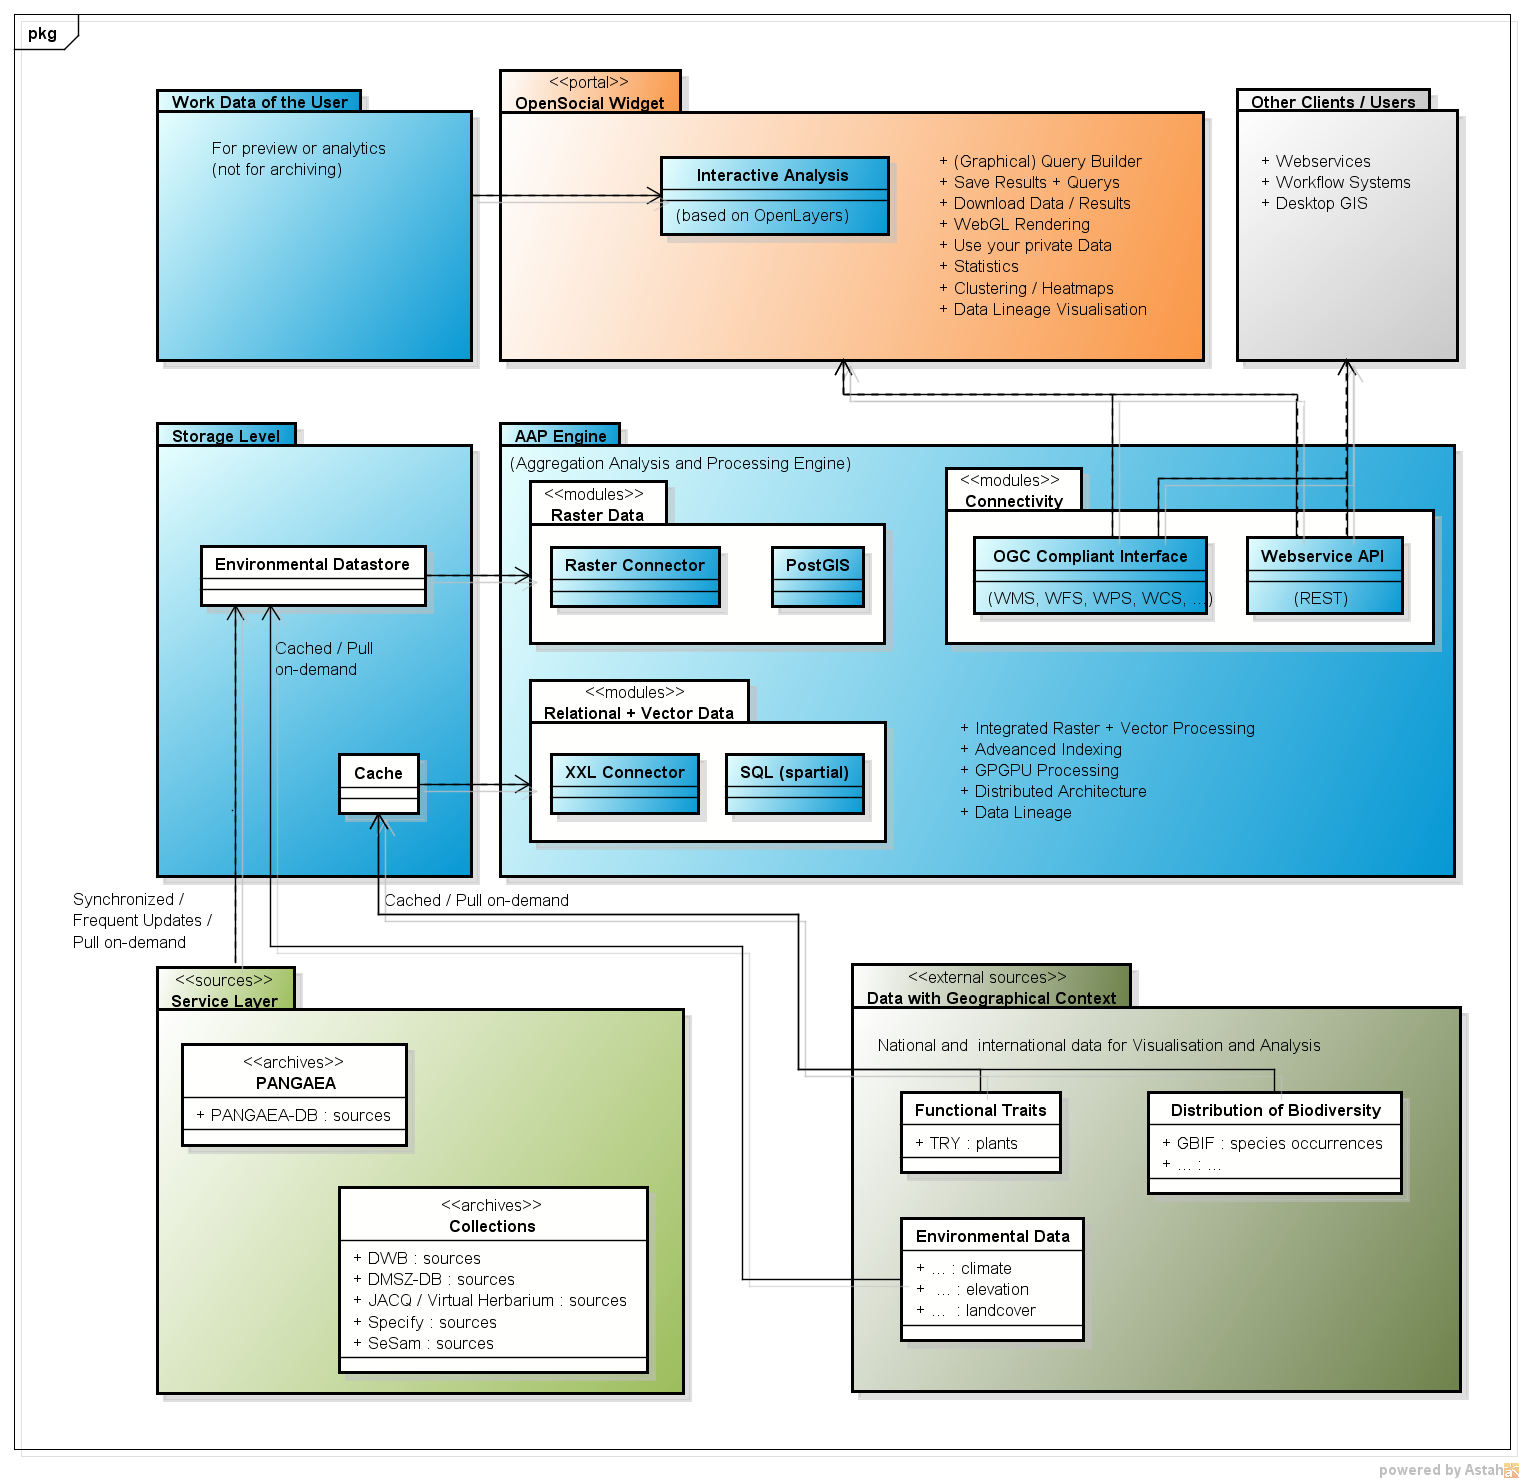 pkg
Work Data of the User
For preview or analytics
(not for archiving)
<<portal>>
OpenSocial Widget
Interactive Analysis
(based on OpenLayers)
+ (Graphical) Query Builder
+ Save Results + Querys
+ Download Data / Results
+ WebGL Rendering
+ Use your private Data
+ Statistics
+ Clustering / Heatmaps
+ Data Lineage Visualisation
Other Clients / Users
+ Webservices
+ Workflow Systems
+ Desktop GIS
Storage Level
Environmental Datastore
Cached / Pull
on-demand
Cache
AAP Engine
(Aggregation Analysis and Processing Engine)
<<modules>>
Raster Data
Raster Connector
PostGIS
<<modules>>
Connectivity
OGC Compliant Interface
(WMS, WFS, WPS, WCS, ...)
Webservice API
(REST)
<<modules>>
Relational + Vector Data
XXL Connector
SQL (spartial)
+ Integrated Raster + Vector Processing
+ Adveanced Indexing
+ GPGPU Processing
+ Distributed Architecture
+ Data Lineage
Synchronized /
Frequent Updates /
Pull on-demand
Cached / Pull on-demand
<<sources>>
Service Layer
<<archives>>
PANGAEA
+ PANGAEA-DB : sources
<<archives>>
Collections
+ DWB : sources
+ DMSZ-DB : sources
+ JACQ / Virtual Herbarium : sources
+ Specify : sources
+ SeSam : sources
<<external sources>>
Data with Geographical Context
National and  international data for Visualisation and Analysis
Functional Traits
+ TRY : plants
Distribution of Biodiversity
+ GBIF : species occurrences
+ ... : ...
Environmental Data
+ ... : climate
+  ... : elevation
+ ...  : landcover
powered by Astah